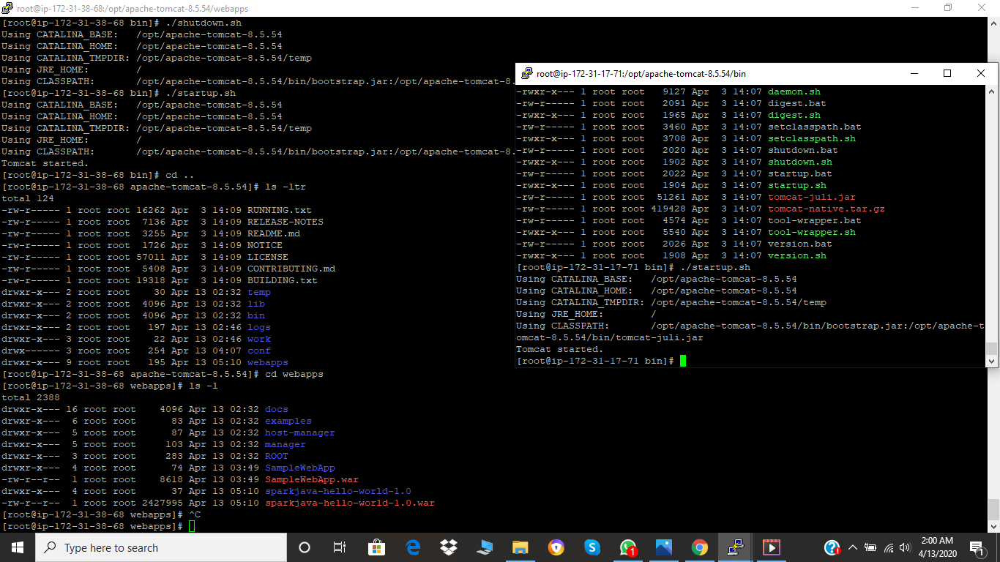 root@ip-172-31-38-68:/opt/apache-tomcat-8.5.54/webapps
[root@ip-172-31-38-68 bin]# ./shutdown.sh
Using CATALINA_BASE:   /opt/apache-tomcat-8.5.54
Using CATALINA_HOME:   /opt/apache-tomcat-8.5.54
Using CATALINA_TMPDIR: /opt/apache-tomcat-8.5.54/temp
Using JRE_HOME:        /
Using CLASSPATH:       /opt/apache-tomcat-8.5.54/bin/bootstrap.jar:/opt/apache-tomcat-8.
[root@ip-172-31-38-68 bin]# ./startup.sh
Using CATALINA_BASE:   /opt/apache-tomcat-8.5.54
Using CATALINA_HOME:   /opt/apache-tomcat-8.5.54
Using CATALINA_TMPDIR: /opt/apache-tomcat-8.5.54/temp
Using JRE_HOME:        /
Using CLASSPATH:       /opt/apache-tomcat-8.5.54/bin/bootstrap.jar:/opt/apache-tomcat-8.
Tomcat started.
[root@ip-172-31-38-68 bin]# cd ..
[root@ip-172-31-38-68 apache-tomcat-8.5.54]# ls -ltr
total 124
-rw-r----- 1 root root 16262 Apr  3 14:09 RUNNING.txt
-rw-r----- 1 root root  7136 Apr  3 14:09 RELEASE-NOTES
-rw-r----- 1 root root  3255 Apr  3 14:09 README.md
-rw-r----- 1 root root  1726 Apr  3 14:09 NOTICE
-rw-r----- 1 root root 57011 Apr  3 14:09 LICENSE
-rw-r----- 1 root root  5408 Apr  3 14:09 CONTRIBUTING.md
-rw-r----- 1 root root 19318 Apr  3 14:09 BUILDING.txt
drwxr-x--- 2 root root    30 Apr 13 02:32 temp
drwxr-x--- 2 root root  4096 Apr 13 02:32 lib
drwxr-x--- 2 root root  4096 Apr 13 02:32 bin
drwxr-x--- 2 root root   197 Apr 13 02:46 logs
drwxr-x--- 3 root root    22 Apr 13 02:46 work
drwx------ 3 root root   254 Apr 13 04:07 conf
drwxr-x--- 9 root root   195 Apr 13 05:10 webapps
[root@ip-172-31-38-68 apache-tomcat-8.5.54]# cd webapps
[root@ip-172-31-38-68 webapps]# ls -l
total 2388
drwxr-x--- 16 root root    4096 Apr 13 02:32 docs
drwxr-x---  6 root root      83 Apr 13 02:32 examples
drwxr-x---  5 root root      87 Apr 13 02:32 host-manager
drwxr-x---  5 root root     103 Apr 13 02:32 manager
drwxr-x---  3 root root     283 Apr 13 02:32 ROOT
drwxr-x---  4 root root      74 Apr 13 03:49 SampleWebApp
-rw-r--r--  1 root root    8618 Apr 13 03:49 SampleWebApp.war
drwxr-x---  4 root root      37 Apr 13 05:10 sparkjava-hello-world-1.0
-rw-r--r--  1 root root 2427995 Apr 13 05:10 sparkjava-hello-world-1.0.war
[root@ip-172-31-38-68 webapps]# ^C
[root@ip-172-31-38-68 webapps]#
root@ip-172-31-17-71:/opt/apache-tomcat-8.5.54/bin
-rwxr-x--- 1 root root   9127 Apr  3 14:07 daemon.sh
-rw-r----- 1 root root   2091 Apr  3 14:07 digest.bat
-rwxr-x--- 1 root root   1965 Apr  3 14:07 digest.sh
-rw-r----- 1 root root   3460 Apr  3 14:07 setclasspath.bat
-rwxr-x--- 1 root root   3708 Apr  3 14:07 setclasspath.sh
-rw-r----- 1 root root   2020 Apr  3 14:07 shutdown.bat
-rwxr-x--- 1 root root   1902 Apr  3 14:07 shutdown.sh
-rw-r----- 1 root root   2022 Apr  3 14:07 startup.bat
-rwxr-x--- 1 root root   1904 Apr  3 14:07 startup.sh
-rw-r----- 1 root root  51261 Apr  3 14:07 tomcat-juli.jar
-rw-r----- 1 root root 419428 Apr  3 14:07 tomcat-native.tar.gz
-rw-r----- 1 root root   4574 Apr  3 14:07 tool-wrapper.bat
-rwxr-x--- 1 root root   5540 Apr  3 14:07 tool-wrapper.sh
-rw-r----- 1 root root   2026 Apr  3 14:07 version.bat
-rwxr-x--- 1 root root   1908 Apr  3 14:07 version.sh
[root@ip-172-31-17-71 bin]# ./startup.sh
Using CATALINA_BASE:   /opt/apache-tomcat-8.5.54
Using CATALINA_HOME:   /opt/apache-tomcat-8.5.54
Using CATALINA_TMPDIR: /opt/apache-tomcat-8.5.54/temp
Using JRE_HOME:        /
Using CLASSPATH:       /opt/apache-tomcat-8.5.54/bin/bootstrap.jar:/opt/apache-t
omcat-8.5.54/bin/tomcat-juli.jar
Tomcat started.
[root@ip-172-31-17-71 bin]#
Type here to search
1
2:00 AM
4/13/2020
1